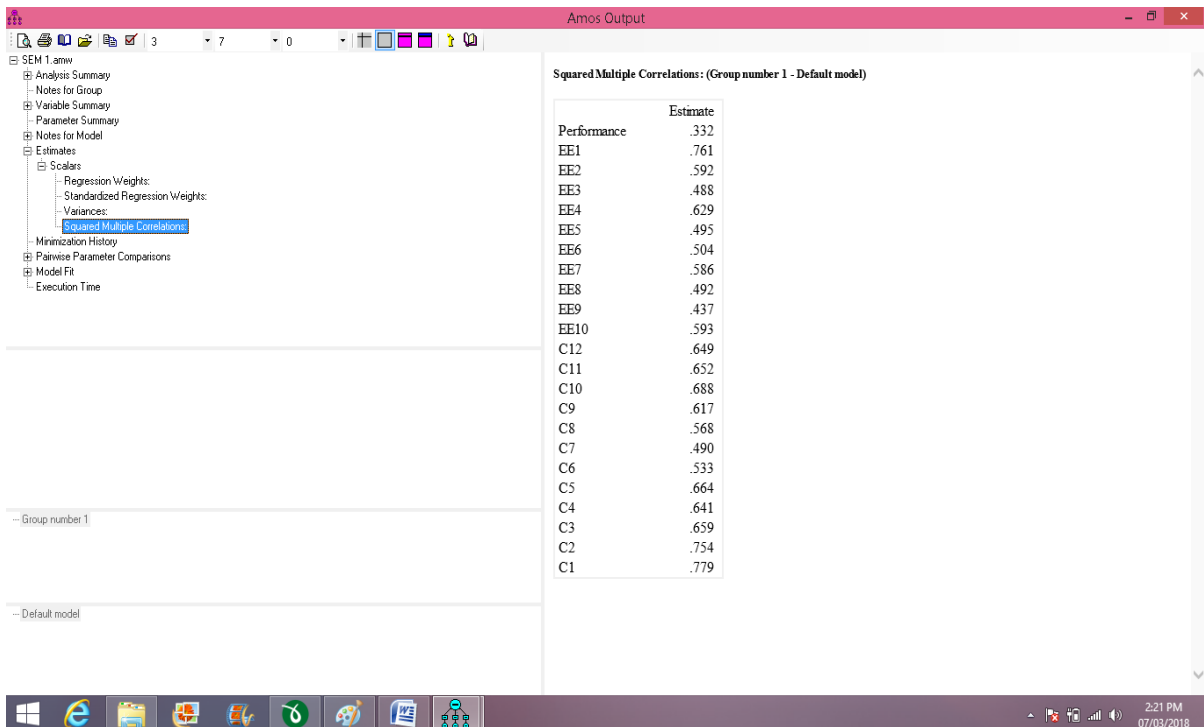 Amos Output
3 7 0
SEM 1.amw
Analysis Summary
Notes for Group
Variable Summary
Parameter Summary
Notes for Model
Estimates
Scalars
Regression Weights:
Standardized Regression Weights:
Variances:
Squared Multiple Correlations:
Minimization History
Pairwise Parameter Comparisons
Model Fit
Execution Time
Group number 1
Default model
Squared Multiple Correlations: (Group number 1 - Default model)
Estimate
Performance .332
EE1 .761
EE2 .592
EE3 .488
EE4 .629
EE5 .495
EE6 .504
EE7 .586
EE8 .492
EE9 .437
EE10 .593
C12 .649
C11 .652
C10 .688
C9 .617
C8 .568
C7 .490
C6 .533
C5 .664
C4 .641
C3 .659
C2 .754
C1 .779
2:21 PM
07/03/2018